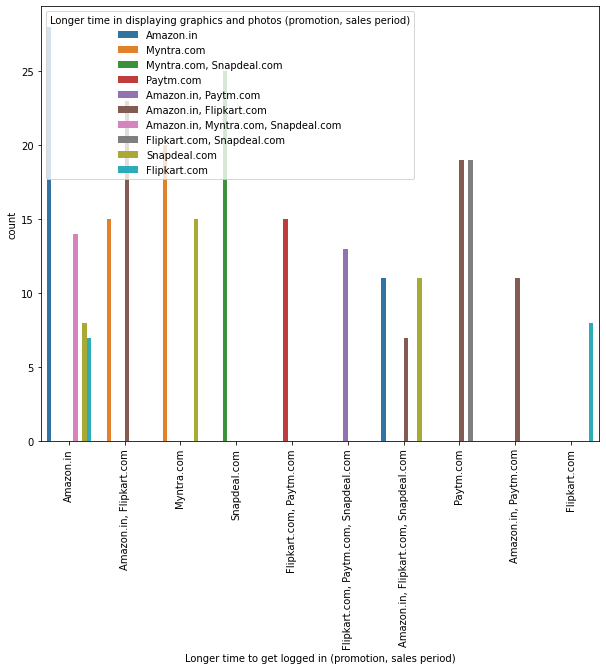 Longer time in displaying graphics and photos (promotion, sales period)
Amazon.in
Myntra.com
Myntra.com, Snapdeal.com
Paytm.com
Amazon.in, Paytm.com
Amazon.in, Flipkart.com
Amazon.in, Myntra.com, Snapdeal.com
Flipkart.com, Snapdeal.com
Snapdeal.com
Flipkart.com
25
20
15
10
5
0
count
Amazon.in
Amazon.in, Flipkart.com
Myntra.com
Snapdeal.com
Flipkart.com, Paytm.com
Flipkart.com, Paytm.com, Snapdeal.com
Amazon.in, Flipkart.com, Snapdeal.com
Paytm.com
Amazon.in, Paytm.com
Flipkart.com
Longer time to get logged in (promotion, sales period)